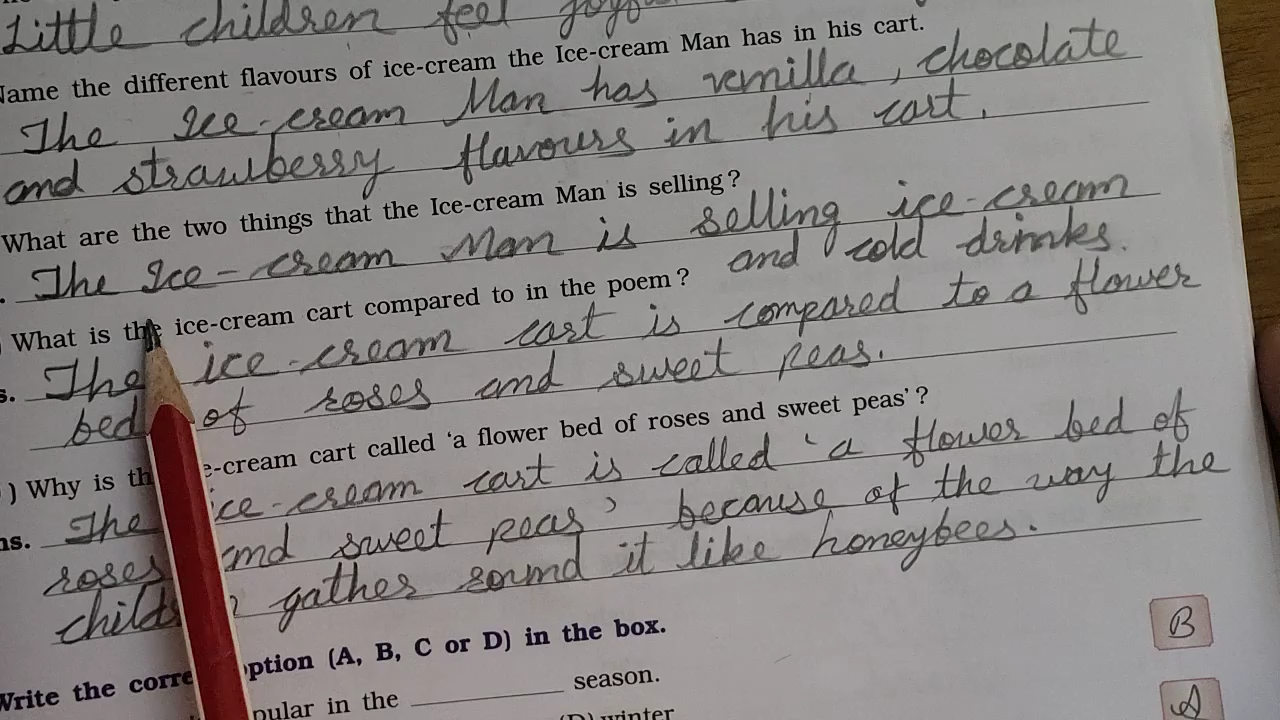 Little children feel
Name the different flavours of ice-cream the Ice-cream Man has in his cart.
The Ice-cream Man has vernilla, chocolate
and strawberry flavours in his cart.
What are the two things that the Ice-cream Man is selling?
The Ice-cream Man is selling ice-cream
and cold drinks.
What is the ice-cream cart compared to in the poem?
s. The ice-cream cart is compared to a flower
bed of roses and sweet peas.
) Why is th e-cream cart called 'a flower bed of roses and sweet peas'?
ns. The ice-cream cart is called 'a flower bed of
roses and sweet peas' because of the way the
child gather round it like honeybees.
Write the corre option (A, B, C or D) in the box.
B
pular in the ________ season.
(D) winter
A